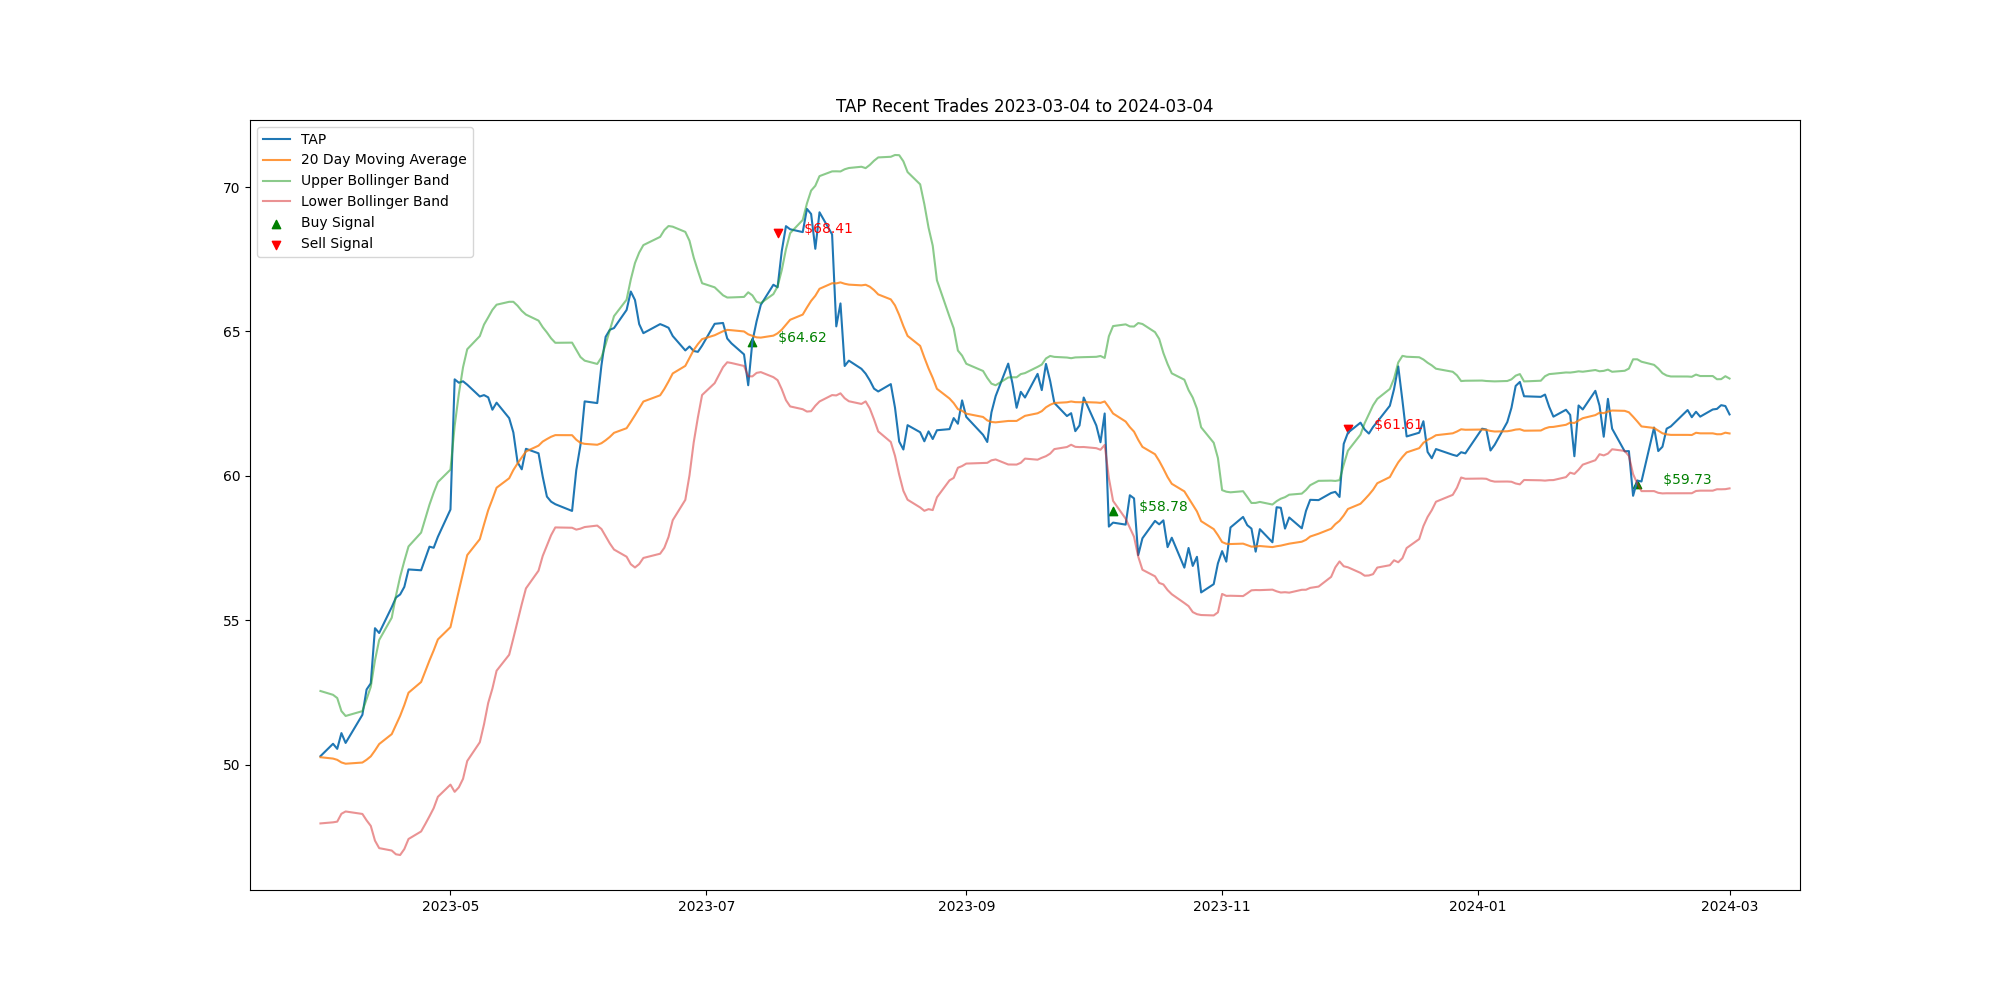 TAP Recent Trades 2023-03-04 to 2024-03-04
TAP
20 Day Moving Average
Upper Bollinger Band
Lower Bollinger Band
Buy Signal
Sell Signal
70
65
60
55
50
$68.41
$64.62
$58.78
$61.61
$59.73
2023-05
2023-07
2023-09
2023-11
2024-01
2024-03